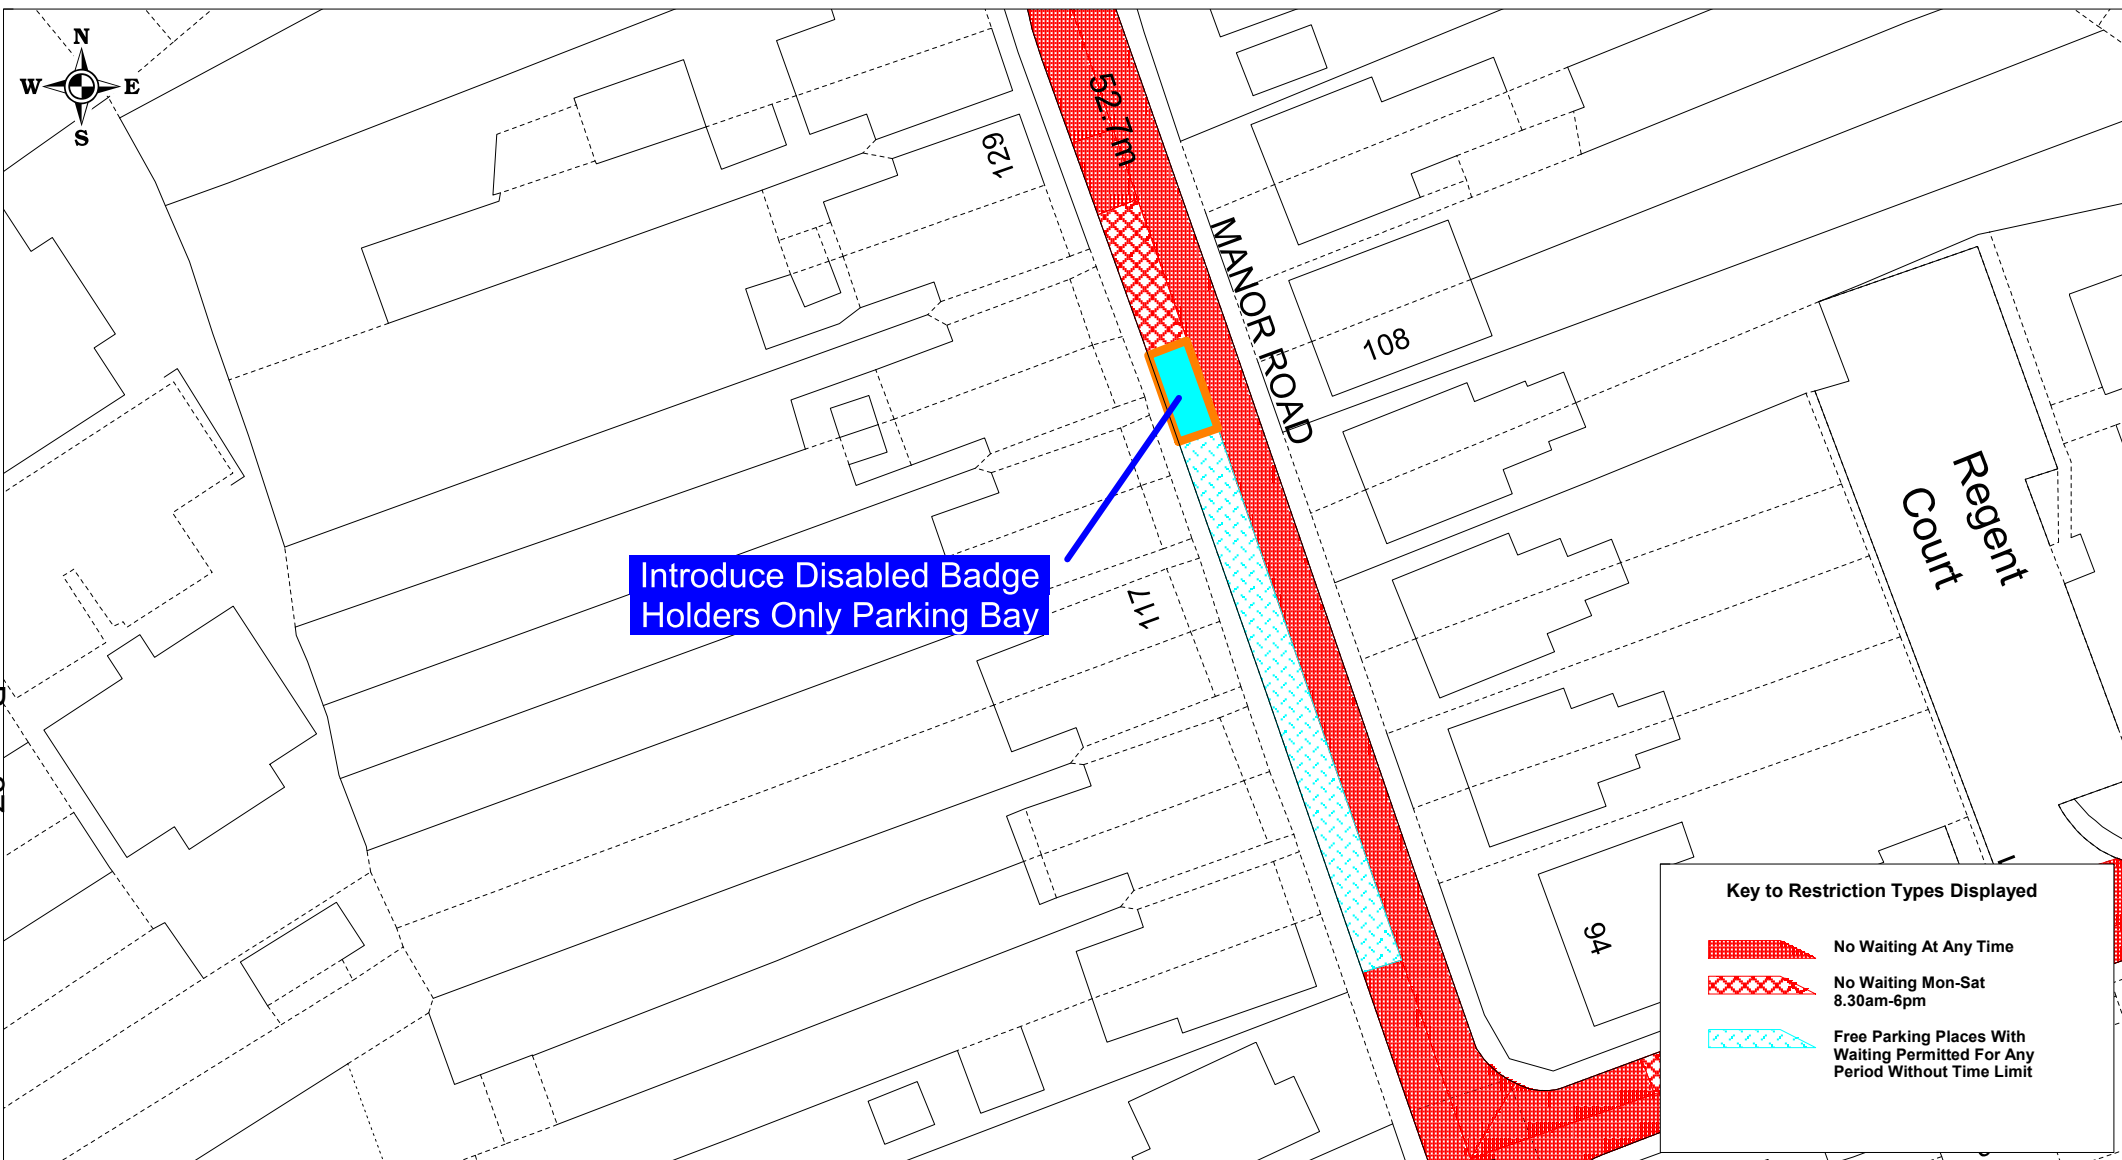 N
W E
S
52.7m
129
MANOR ROAD
108
Regent
Court
Introduce Disabled Badge
Holders Only Parking Bay
117
94
Key to Restriction Types Displayed
No Waiting At Any Time
No Waiting Mon-Sat
8.30am-6pm
Free Parking Places With
Waiting Permitted For Any
Period Without Time Limit